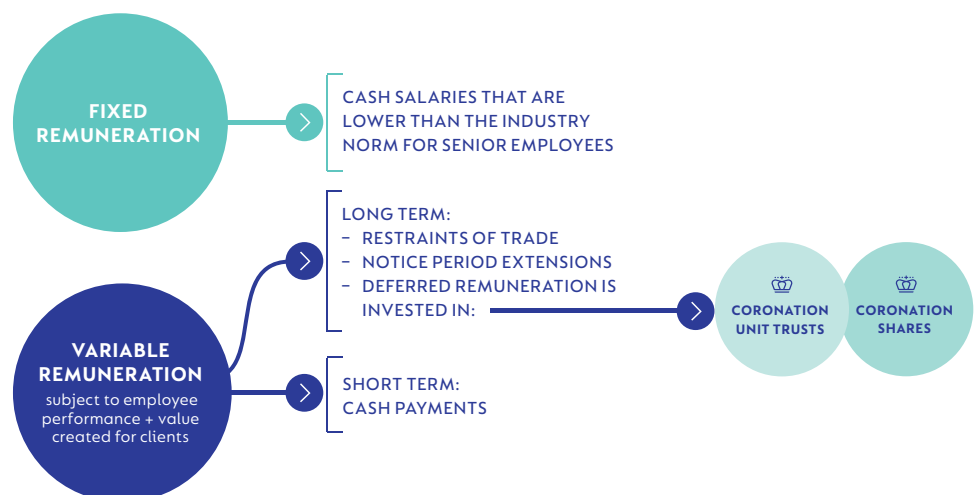 FIXED
REMUNERATION
CASH SALARIES THAT ARE
LOWER THAN THE INDUSTRY
NORM FOR SENIOR EMPLOYEES
VARIABLE
REMUNERATION
subject to employee
performance + value
created for clients
LONG TERM:
– RESTRAINTS OF TRADE
– NOTICE PERIOD EXTENSIONS
– DEFERRED REMUNERATION IS
INVESTED IN:
CORONATION
UNIT TRUSTS
CORONATION
SHARES
SHORT TERM:
CASH PAYMENTS